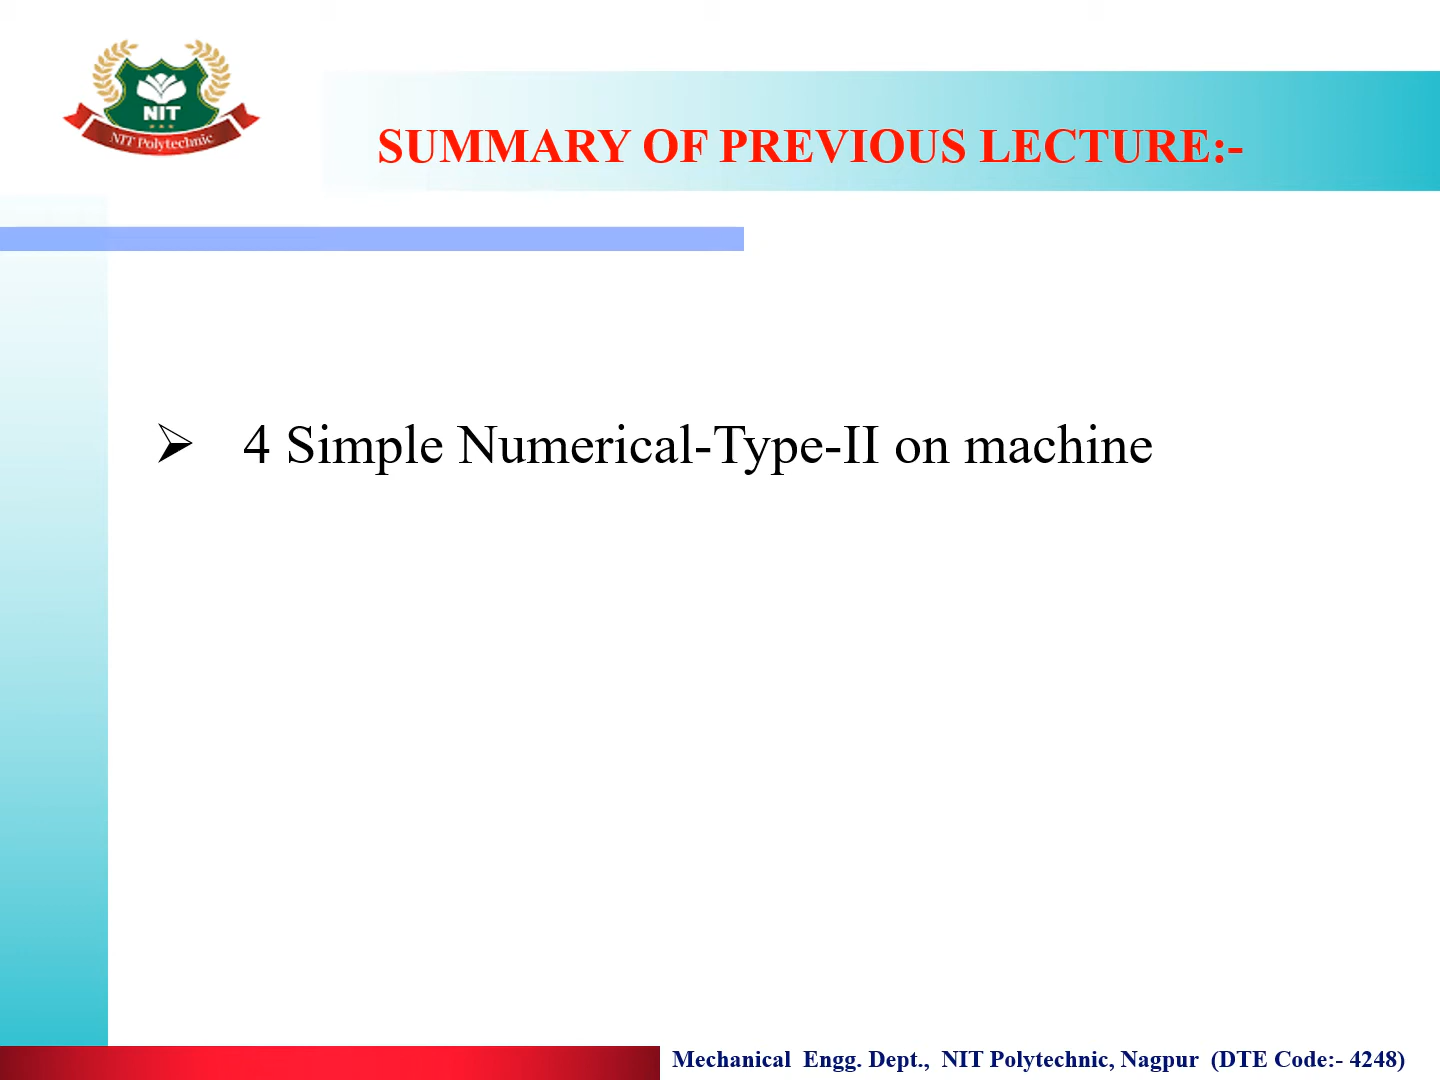 NIT
NIT Polytechnic
SUMMARY OF PREVIOUS LECTURE:-
➢ 4 Simple Numerical-Type-II on machine
Mechanical Engg. Dept., NIT Polytechnic, Nagpur (DTE Code:- 4248)